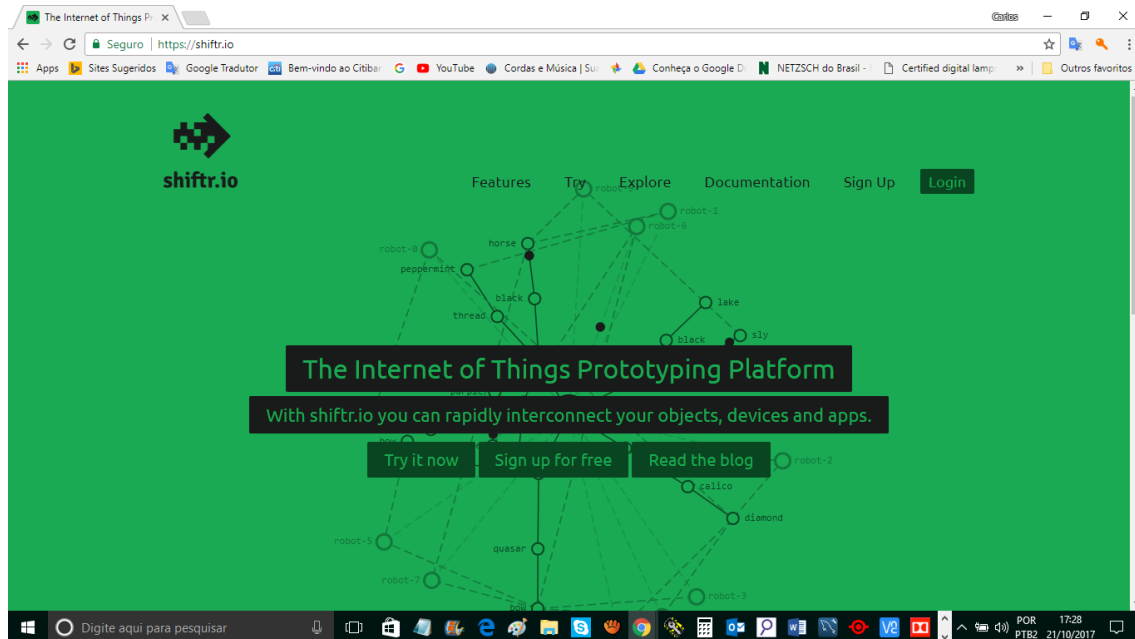 The Internet of Things Pr
Carlos
Seguro | https://shiftr.io
Apps Sites Sugeridos Google Tradutor citi Bem-vindo ao Citiban YouTube Cordas e Música | Su Conheça o Google D NETZSCH do Brasil - Certified digital lamp » Outros favoritos
shiftr.io
Features Try Explore Documentation Sign Up Login
robot-1
robot-6
horse
robot-8
peppermint
black
lake
thread
sly
black
The Internet of Things Prototyping Platform
With shiftr.io you can rapidly interconnect your objects, devices and apps.
Try it now Sign up for free Read the blog
robot-2
calico
diamond
robot-5
quasar
robot-7
robot-3
bow
Digite aqui para pesquisar
POR 17:28
PTB2 21/10/2017